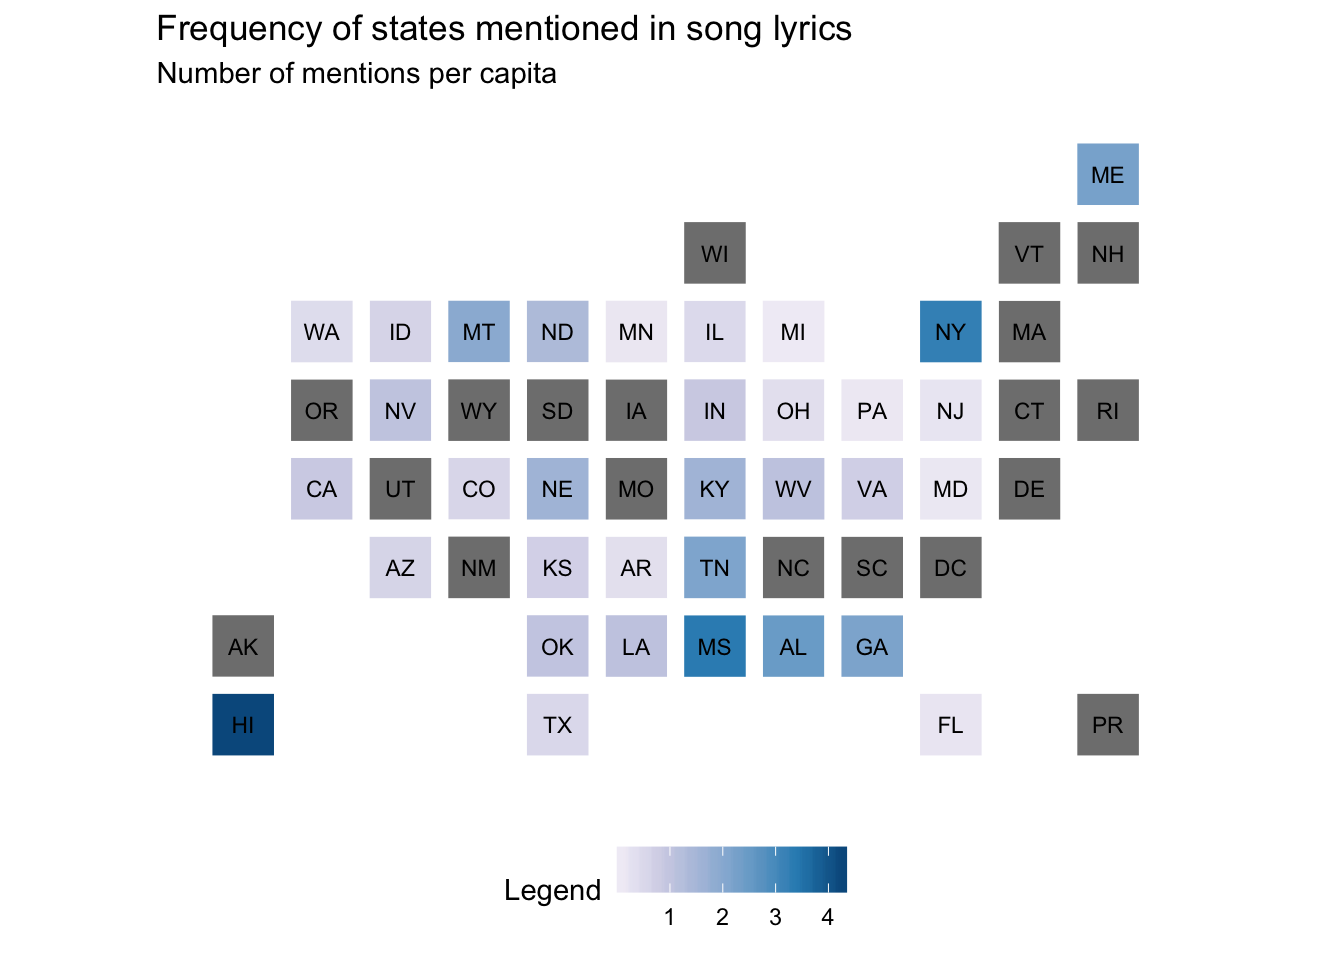 Frequency of states mentioned in song lyrics
Number of mentions per capita
ME
WI VT NH
WA ID MT ND MN IL MI NY MA
OR NV WY SD IA IN OH PA NJ CT RI
CA UT CO NE MO KY WV VA MD DE
AZ NM KS AR TN NC SC DC
AK OK LA MS AL GA
HI TX FL PR
Legend
1 2 3 4